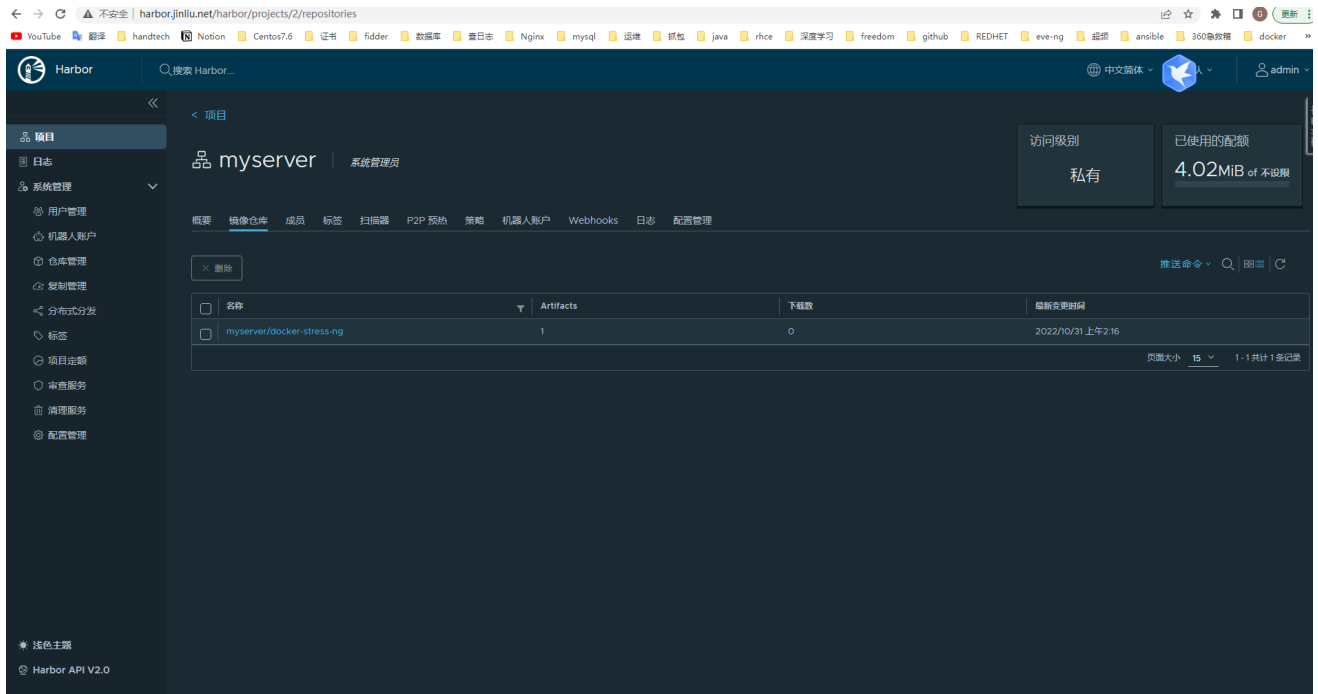 不安全 harbor.jinliu.net/harbor/projects/2/repositories 更新
YouTube 翻译 handtech Notion Centos7.6 证书 fidder 数据库 查日志 Nginx mysql 运维 抓包 java rhce 深度学习 freedom github REDHET eve-ng 超频 ansible 360急救箱 docker »
Harbor 搜索 Harbor... 中文简体 人 admin
< 项目
项目
日志
系统管理
用户管理
机器人账户
仓库管理
复制管理
分布式分发
标签
项目定额
审查服务
清理服务
配置管理
浅色主题
Harbor API V2.0
myserver 系统管理员
访问级别
私有
已使用的配额
4.02MiB of 不设限
概要 镜像仓库 成员 标签 扫描器 P2P 预热 策略 机器人账户 Webhooks 日志 配置管理
× 删除 推送命令
名称 Artifacts 下载数 最新变更时间
myserver/docker-stress-ng 1 0 2022/10/31 上午2:16
页面大小 15 1 - 1 共计 1 条记录